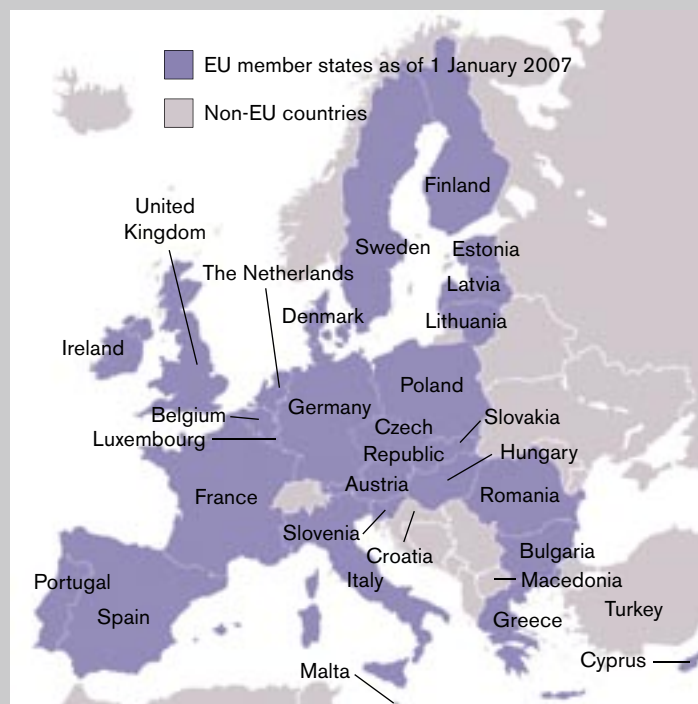 EU member states as of 1 January 2007
Non-EU countries
Finland
United
Kingdom
Sweden
Estonia
The Netherlands
Latvia
Denmark
Lithuania
Ireland
Poland
Germany
Belgium
Slovakia
Czech
Republic
Luxembourg
Hungary
Austria
Romania
France
Slovenia
Croatia
Bulgaria
Italy
Macedonia
Portugal
Spain
Turkey
Greece
Cyprus
Malta